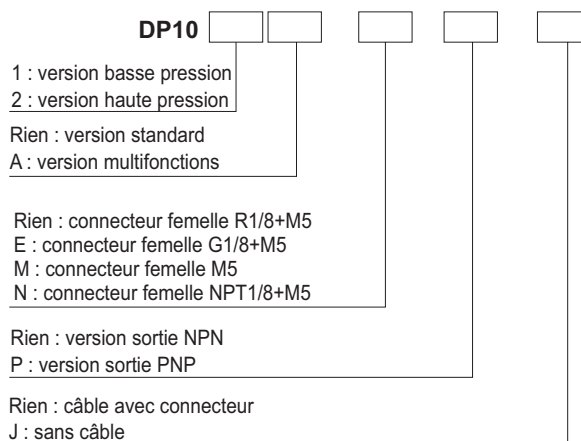 DP10
1 : version basse pression
2 : version haute pression
Rien : version standard
A : version multifonctions
Rien : connecteur femelle R1/8+M5
E : connecteur femelle G1/8+M5
M : connecteur femelle M5
N : connecteur femelle NPT1/8+M5
Rien : version sortie NPN
P : version sortie PNP
Rien : câble avec connecteur
J : sans câble